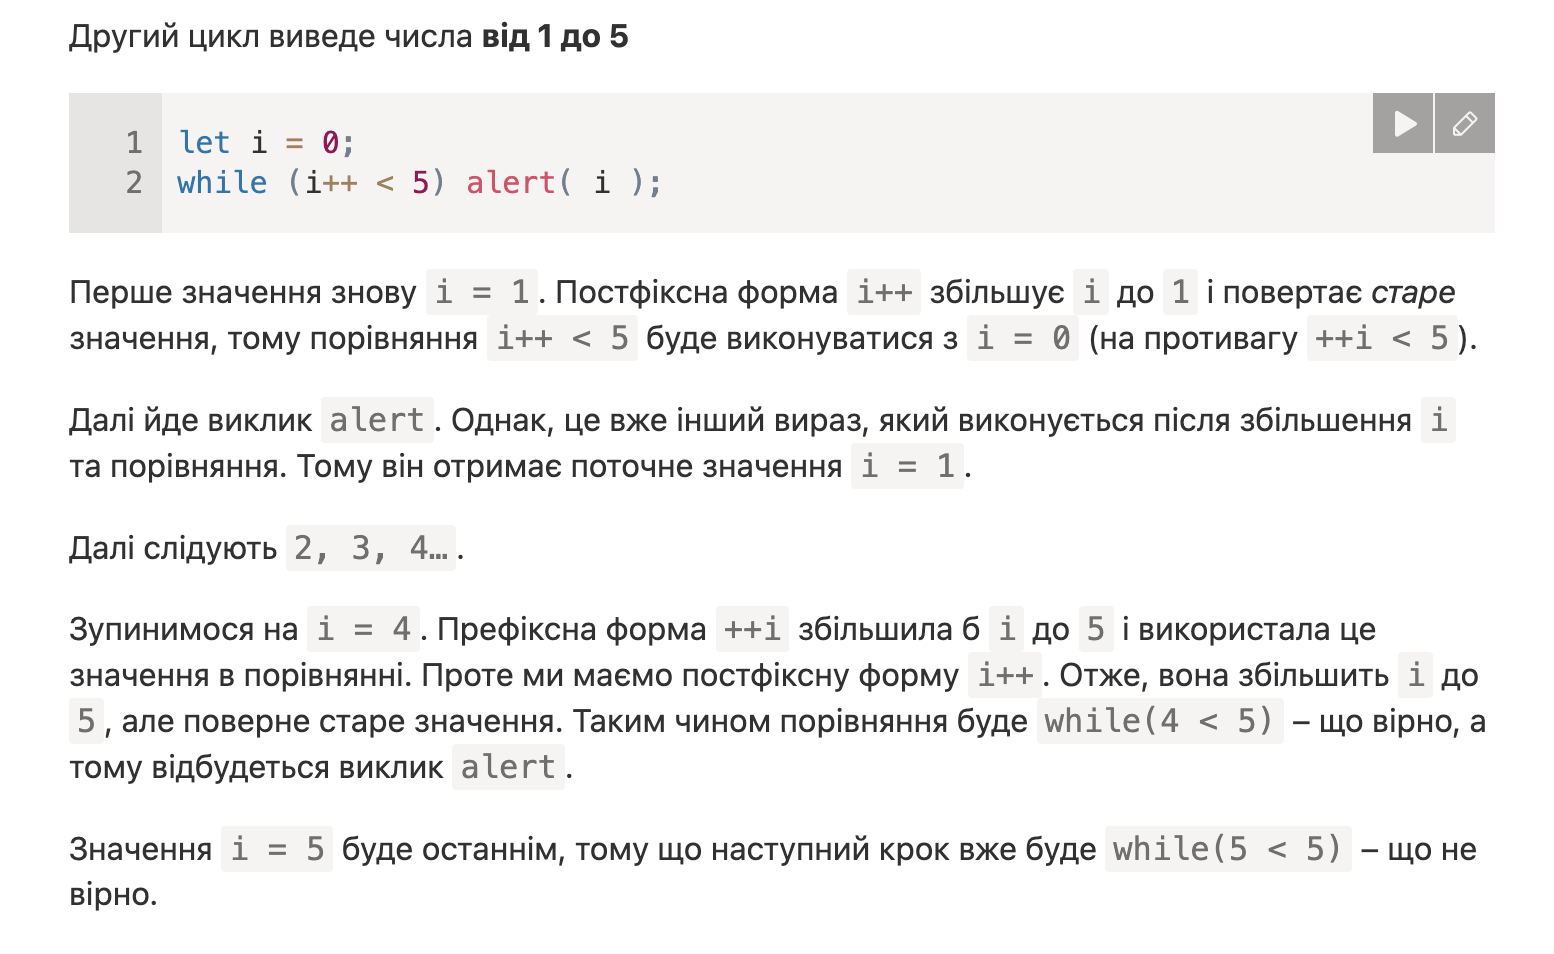 Другий цикл виведе числа від 1 до 5
1 let i = 0;
2 while (i++ < 5) alert( i );
Перше значення знову i = 1. Постфіксна форма i++ збільшує i до 1 і повертає старе
значення, тому порівняння i++ < 5 буде виконуватися з i = 0 (на противагу ++i < 5).
Далі йде виклик alert. Однак, це вже інший вираз, який виконується після збільшення i
та порівняння. Тому він отримає поточне значення i = 1.
Далі слідують 2, 3, 4….
Зупинимося на i = 4. Префіксна форма ++i збільшила б i до 5 і використала це
значення в порівнянні. Проте ми маємо постфіксну форму i++. Отже, вона збільшить i до
5, але поверне старе значення. Таким чином порівняння буде while(4 < 5) – що вірно, а
тому відбудеться виклик alert.
Значення i = 5 буде останнім, тому що наступний крок вже буде while(5 < 5) – що не
вірно.